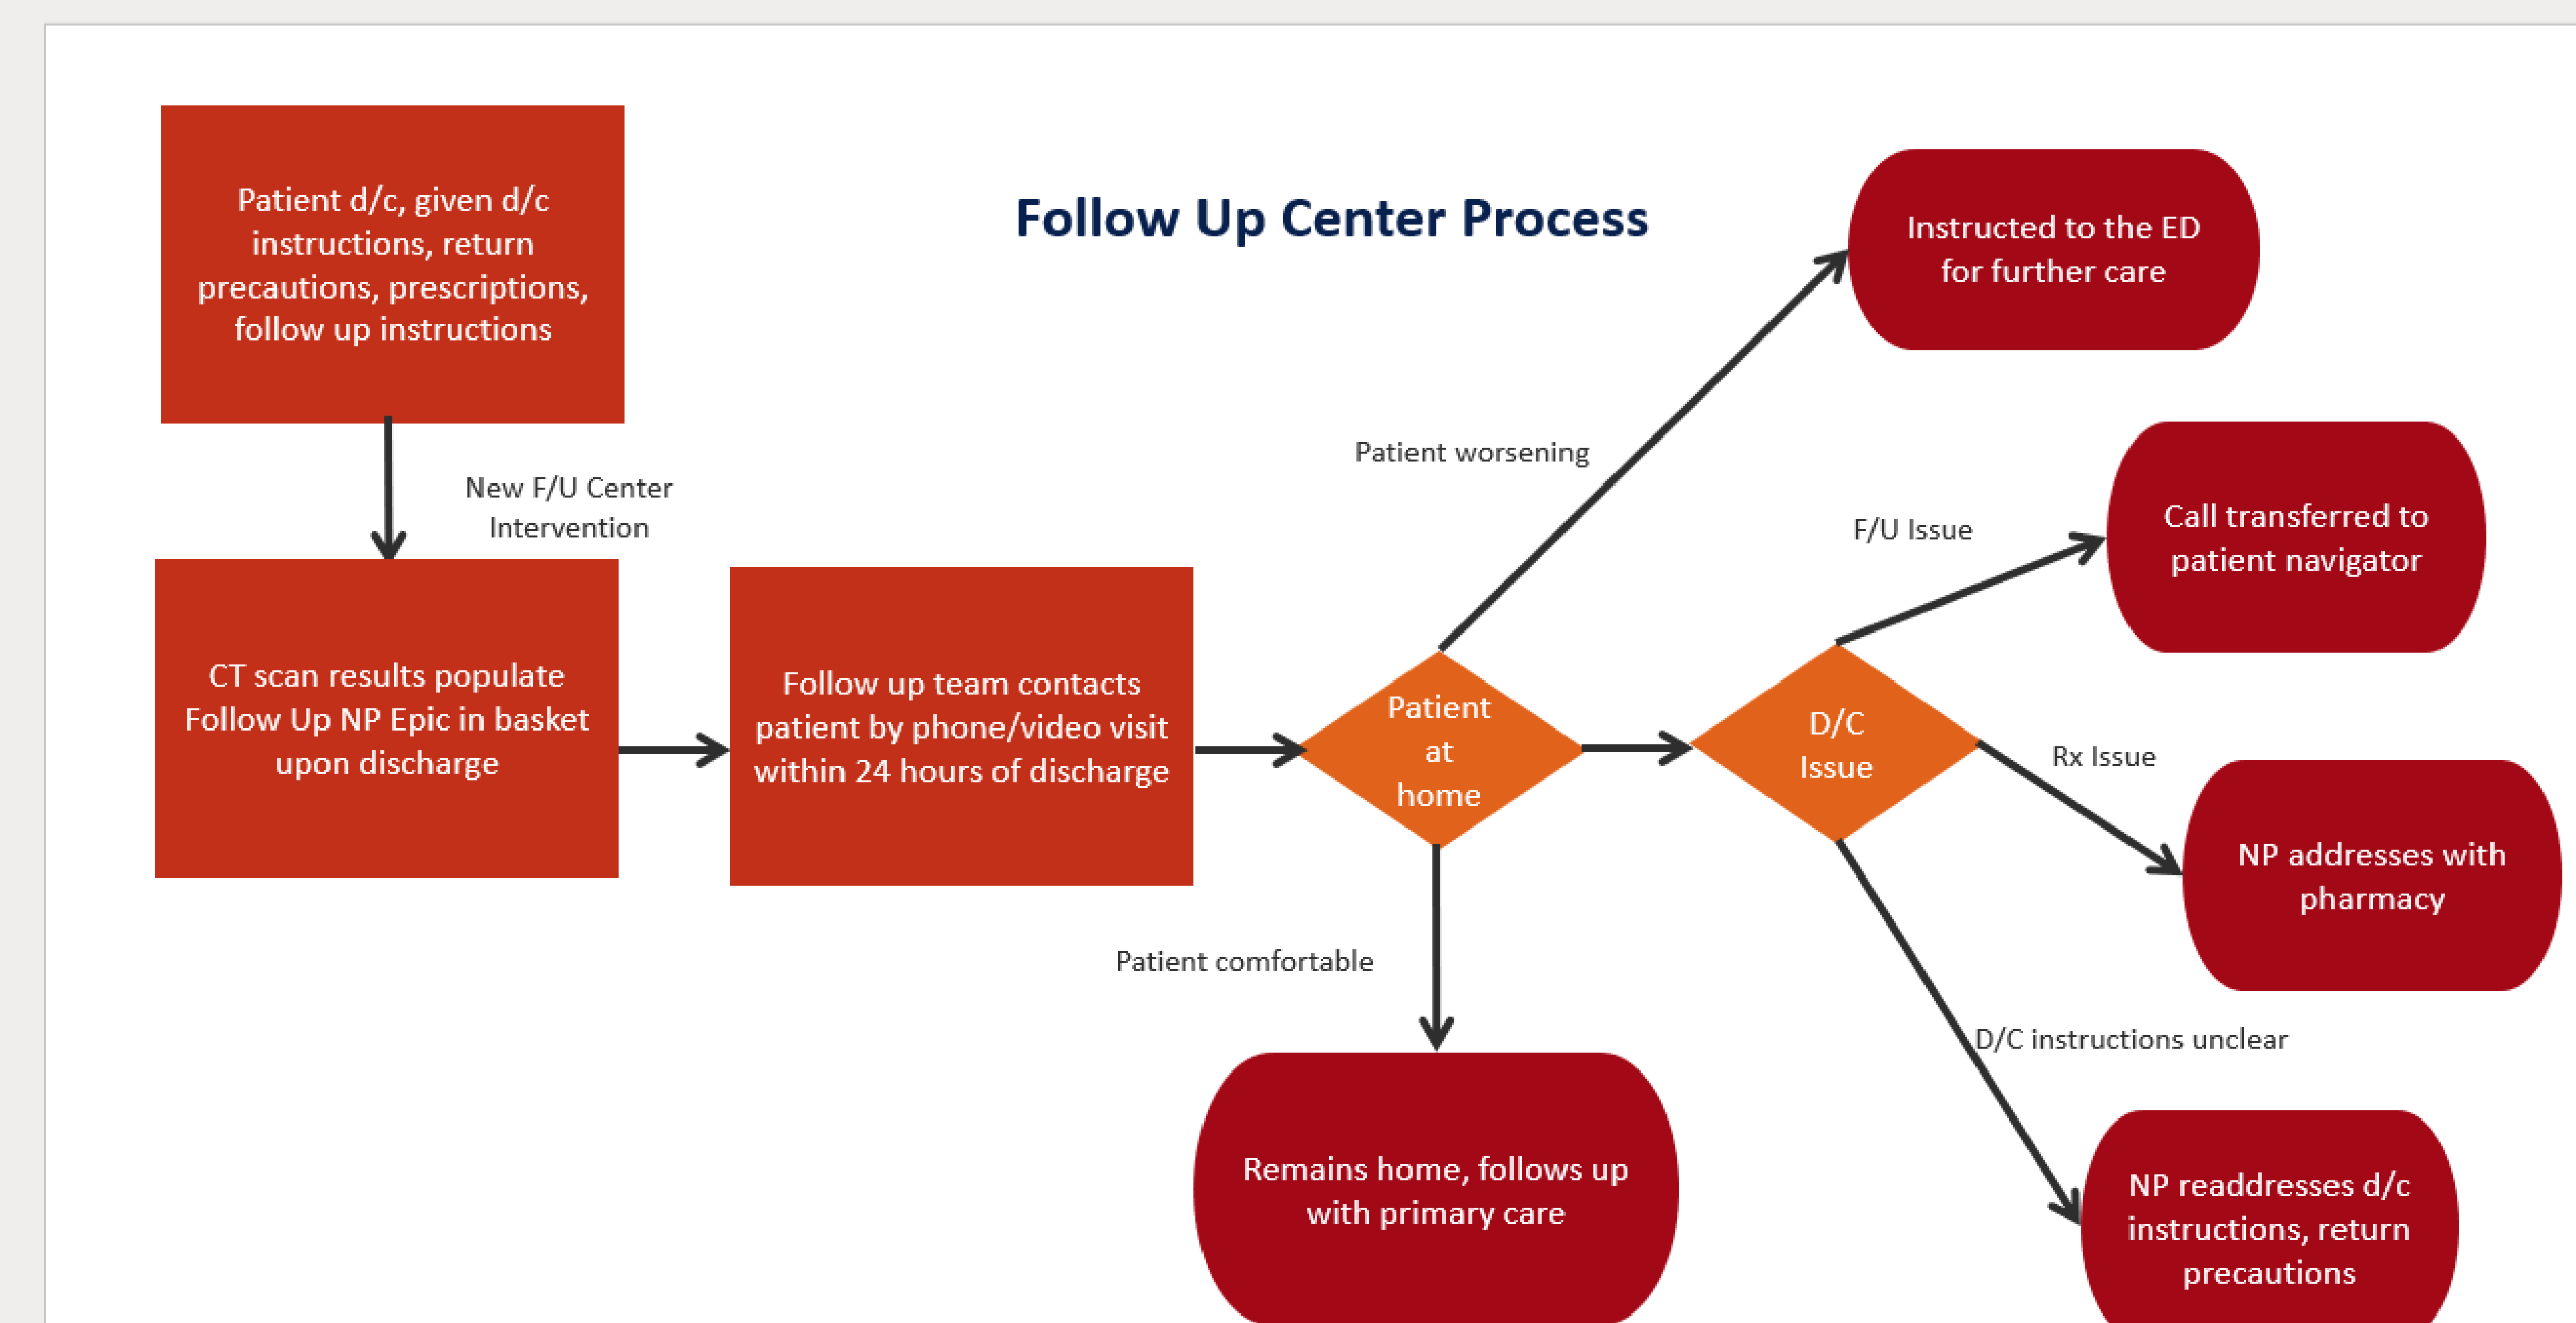 Follow Up Center Process
Patient d/c, given d/c
instructions, return
precautions, prescriptions,
follow up instructions
New F/U Center
Intervention
CT scan results populate
Follow Up NP Epic in basket
upon discharge
Follow up team contacts
patient by phone/video visit
within 24 hours of discharge
Patient
at
home
Patient worsening
Instructed to the ED
for further care
Patient comfortable
Remains home, follows up
with primary care
D/C
Issue
F/U Issue
Call transferred to
patient navigator
Rx Issue
NP addresses with
pharmacy
D/C instructions unclear
NP readdresses d/c
instructions, return
precautions